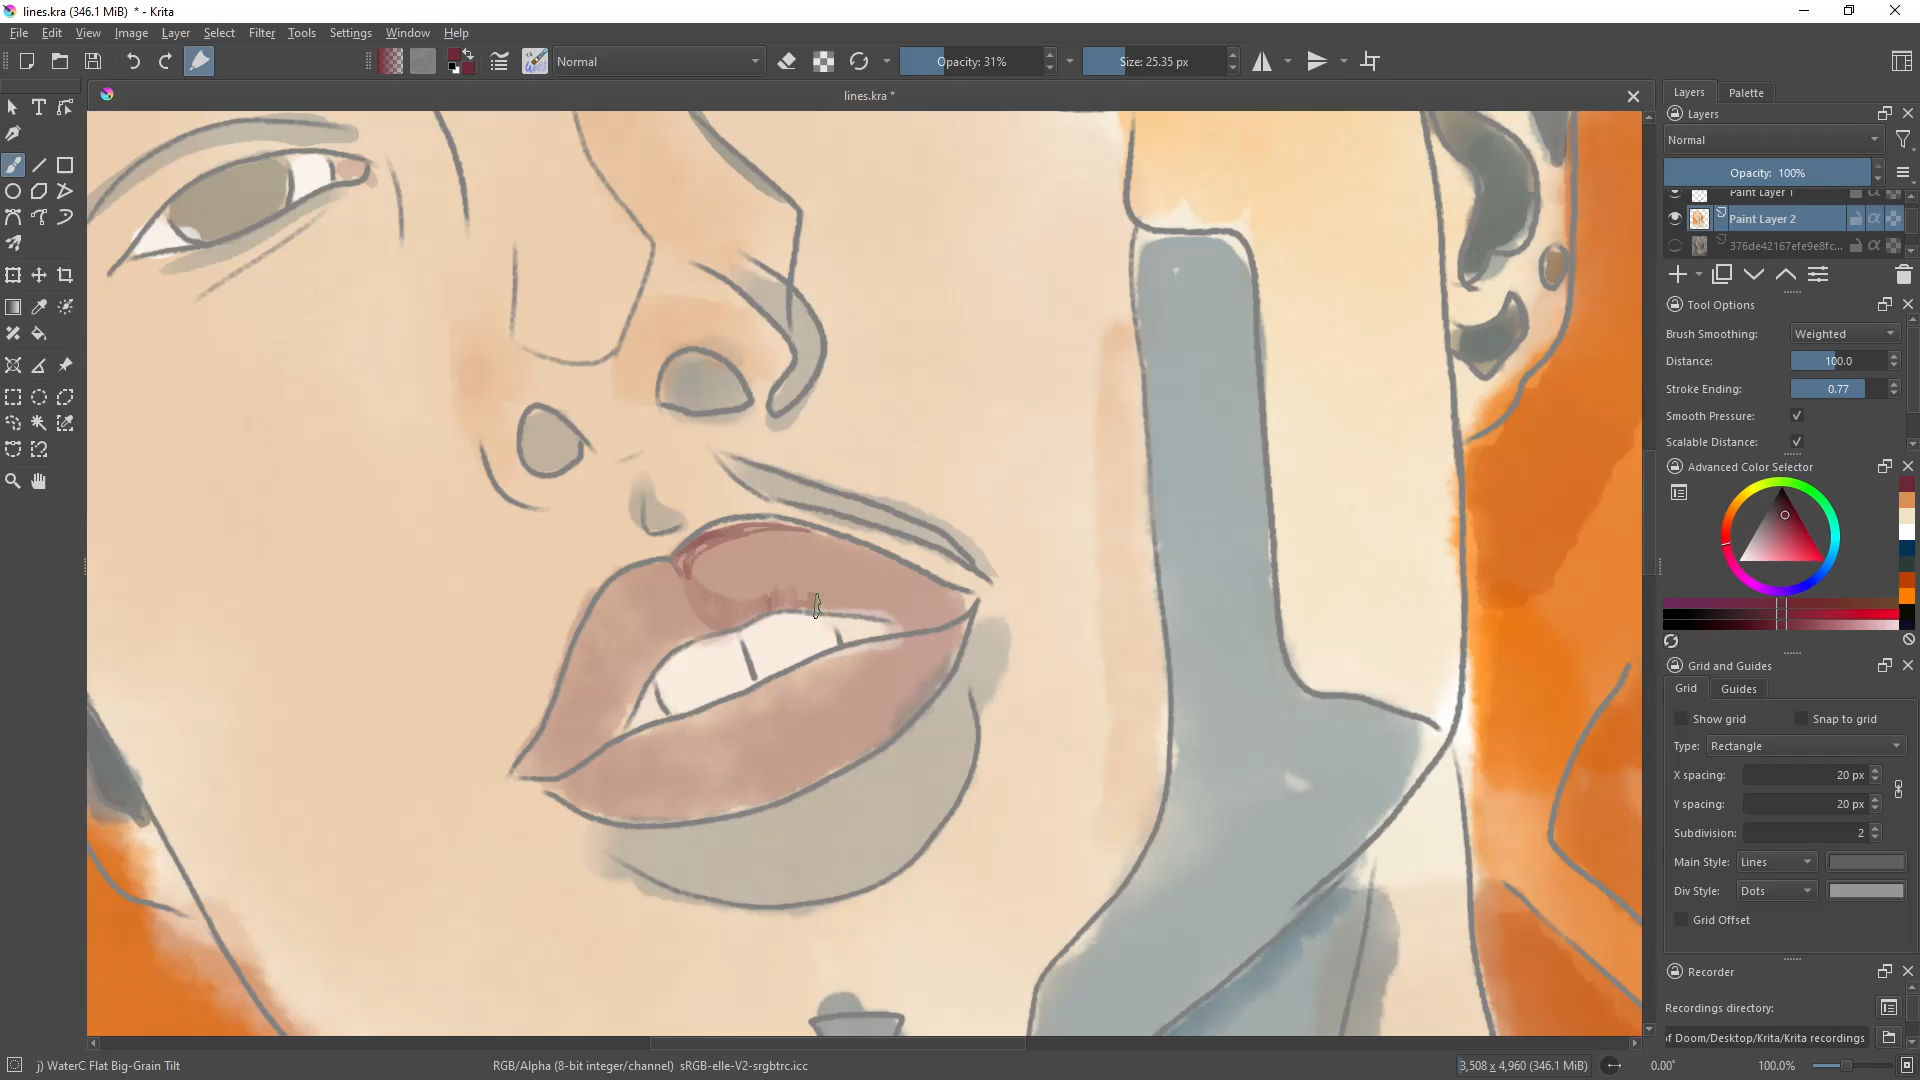 lines.kra (346.1 MiB)  * - Krita
File Edit View Image Layer Select Filter Tools Settings Window Help
Normal Opacity: 31% Size: 25.35 px
lines.kra *
Layers Palette
Layers
Normal
Opacity: 100%
Paint Layer 1
Paint Layer 2
376de42167efe9e8fc...
Tool Options
Brush Smoothing: Weighted
Distance: 100.0
Stroke Ending: 0.77
Smooth Pressure:
Scalable Distance:
Advanced Color Selector
Grid and Guides
Grid Guides
Show grid Snap to grid
Type: Rectangle
X spacing: 20 px
Y spacing: 20 px
Subdivision: 2
Main Style: Lines
Div Style: Dots
Grid Offset
Recorder
Recordings directory:
of Doom/Desktop/Krita/Krita recordings
j) WaterC Flat Big-Grain Tilt RGB/Alpha (8-bit integer/channel) sRGB-elle-V2-srgbtrc.icc 3,508 x 4,960 (346.1 MiB) 0.00° 100.0%